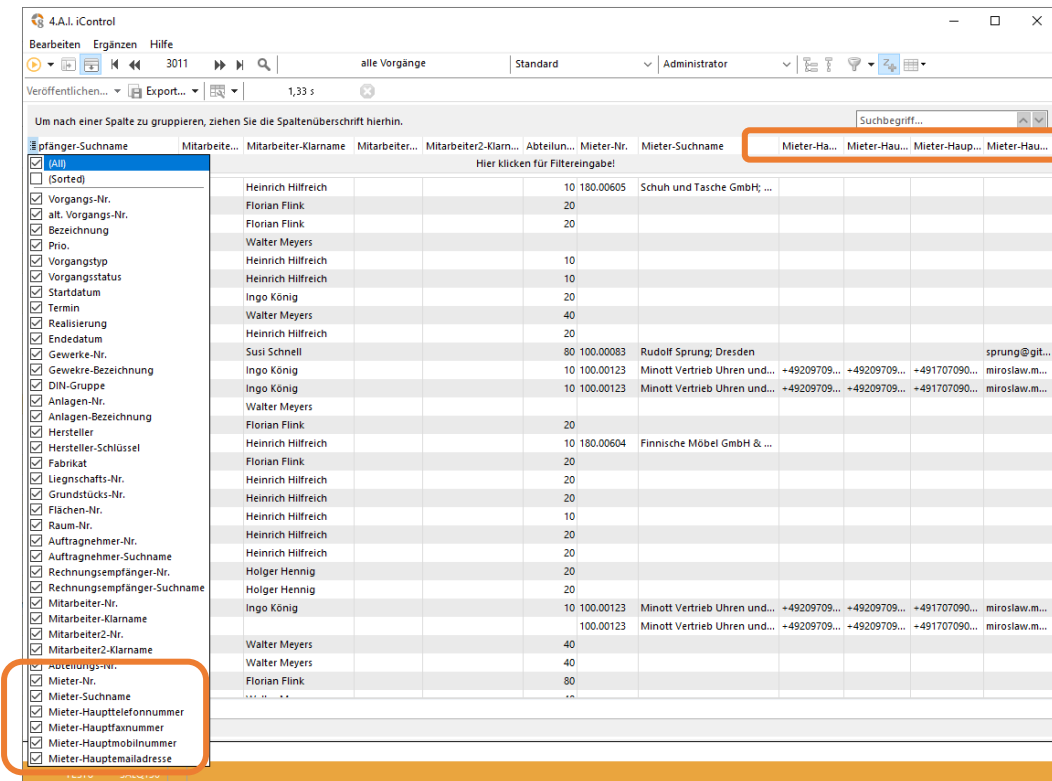 4.A.I. iControl
Bearbeiten Ergänzen Hilfe
3011 alle Vorgänge Standard Administrator
Veröffentlichen... Export... 1,33 s
Um nach einer Spalte zu gruppieren, ziehen Sie die Spaltenüberschrift hierhin. Suchbegriff...
pfänger-Suchname Mitarbeite... Mitarbeiter-Klarname Mitarbeiter... Mitarbeiter2-Klarn... Abteilun... Mieter-Nr. Mieter-Suchname Mieter-Ha... Mieter-Hau... Mieter-Haup... Mieter-Hau...
Hier klicken für Filtereingabe!
(All)
(Sorted)
Vorgangs-Nr.
alt. Vorgangs-Nr.
Bezeichnung
Prio.
Vorgangstyp
Vorgangsstatus
Startdatum
Termin
Realisierung
Endedatum
Gewerke-Nr.
Gewekre-Bezeichnung
DIN-Gruppe
Anlagen-Nr.
Anlagen-Bezeichnung
Hersteller
Hersteller-Schlüssel
Fabrikat
Liegnschafts-Nr.
Grundstücks-Nr.
Flächen-Nr.
Raum-Nr.
Auftragnehmer-Nr.
Auftragnehmer-Suchname
Rechnungsempfänger-Nr.
Rechnungsempfänger-Suchname
Mitarbeiter-Nr.
Mitarbeiter-Klarname
Mitarbeiter2-Nr.
Mitarbeiter2-Klarname
Abteilungs-Nr.
Mieter-Nr.
Mieter-Suchname
Mieter-Haupttelefonnummer
Mieter-Hauptfaxnummer
Mieter-Hauptmobilnummer
Mieter-Hauptemailadresse
Heinrich Hilfreich 10 180.00605 Schuh und Tasche GmbH; ...
Florian Flink 20
Florian Flink 20
Walter Meyers
Heinrich Hilfreich 10
Heinrich Hilfreich 10
Ingo König 20
Walter Meyers 40
Heinrich Hilfreich 20
Susi Schnell 80 100.00083 Rudolf Sprung; Dresden sprung@git...
Ingo König 10 100.00123 Minott Vertrieb Uhren und... +49209709... +49209709... +491707090... miroslaw.m...
Ingo König 10 100.00123 Minott Vertrieb Uhren und... +49209709... +49209709... +491707090... miroslaw.m...
Walter Meyers
Florian Flink 20
Heinrich Hilfreich 10 180.00604 Finnische Möbel GmbH & ...
Florian Flink 20
Heinrich Hilfreich 20
Heinrich Hilfreich 20
Heinrich Hilfreich 10
Heinrich Hilfreich 20
Heinrich Hilfreich 20
Holger Hennig 20
Holger Hennig 20
Ingo König 10 100.00123 Minott Vertrieb Uhren und... +49209709... +49209709... +491707090... miroslaw.m...
100.00123 Minott Vertrieb Uhren und... +49209709... +49209709... +491707090... miroslaw.m...
Walter Meyers 40
Walter Meyers 40
Florian Flink 80